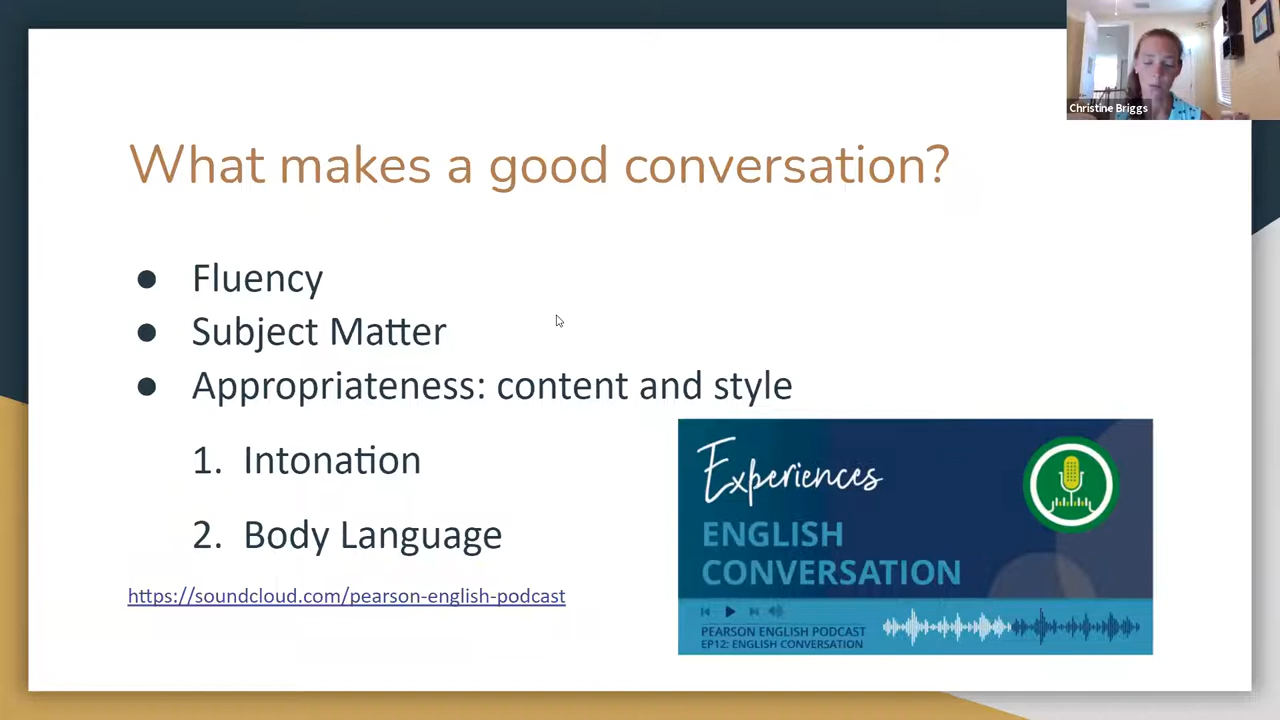 Christine Briggs
What makes a good conversation?
● Fluency
● Subject Matter
● Appropriateness: content and style
1. Intonation
2. Body Language
https://soundcloud.com/pearson-english-podcast
Experiences
ENGLISH
CONVERSATION
PEARSON ENGLISH PODCAST
EP12: ENGLISH CONVERSATION